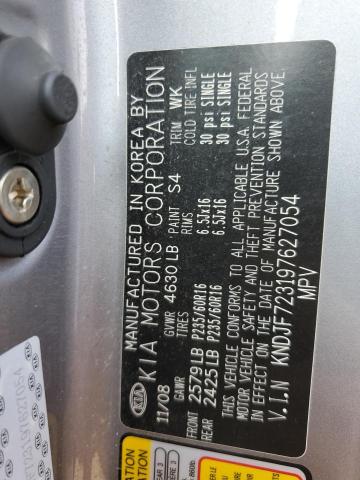 MANUFACTURED IN KOREA BY
KIA MOTORS CORPORATION
KIA
11/08 GVWR 4630 LB PAINT S4 TRIM WK
GAWR TIRES RIMS COLD TIRE INFL
FRONT 2579 LB P235/60R16 6.5JX16 30 psi SINGLE
REAR 2425 LB P235/60R16 6.5JX16 30 psi SINGLE
THIS VEHICLE CONFORMS TO ALL APPLICABLE U.S.A. FEDERAL
MOTOR VEHICLE SAFETY AND THEFT PREVENTION STANDARDS
IN EFFECT ON THE DATE OF MANUFACTURE SHOWN ABOVE.
V.I.N KNDJF723197627054
MPV